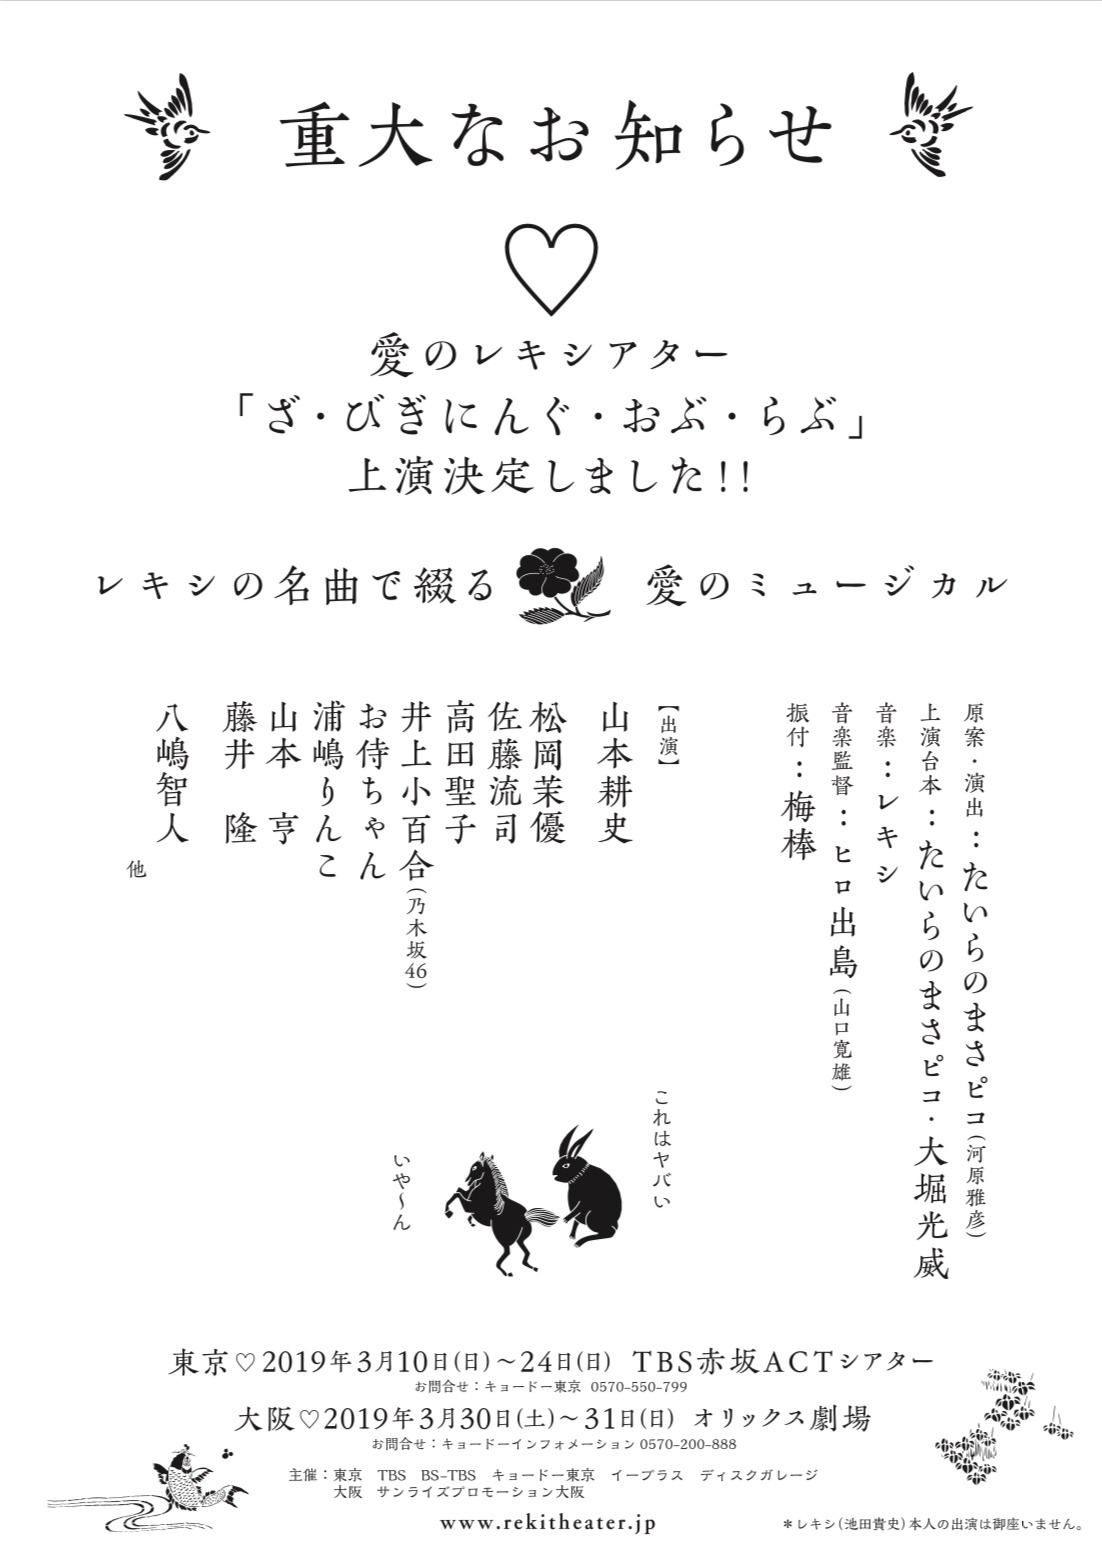 重大なお知らせ
愛のレキシアター
「ざ・びぎにんぐ・おぶ・らぶ」
上演決定しました!!
レキシの名曲で綴る 愛のミュージカル
原案・演出：たいらのまさピコ(河原雅彦)
上演台本：たいらのまさピコ・大堀光威
音楽：レキシ
音楽監督：ヒロ出島(山口寛雄)
振付：梅棒
【出演】
山本耕史
松岡茉優
佐藤流司
高田聖子
井上小百合(乃木坂46)
お侍ちゃん
浦嶋りんこ
山本 亨
藤井 隆
八嶋智人
他
これはヤバい
いや〜ん
東京♡2019年3月10日(日)〜24日(日) TBS赤坂ACTシアター
お問合せ：キョードー東京 0570-550-799
大阪♡2019年3月30日(土)〜31日(日) オリックス劇場
お問合せ：キョードーインフォメーション 0570-200-888
主催：東京 TBS BS-TBS キョードー東京 イープラス ディスクガレージ
大阪 サンライズプロモーション大阪
www.rekitheater.jp
＊レキシ(池田貴史)本人の出演は御座いません。